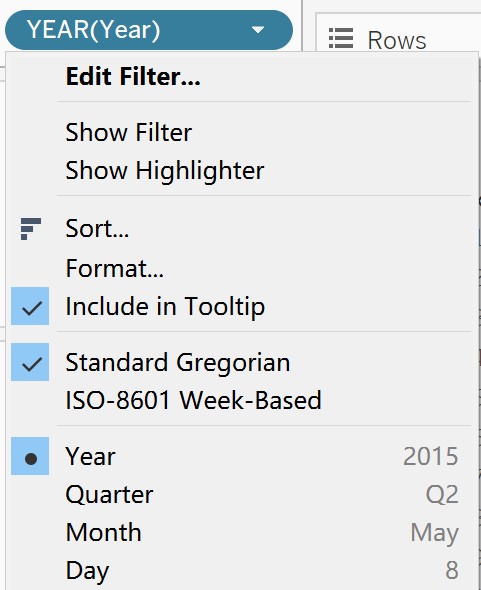 YEAR(Year)
Rows
Edit Filter...
Show Filter
Show Highlighter
Sort...
Format...
Include in Tooltip
Standard Gregorian
ISO-8601 Week-Based
Year 2015
Quarter Q2
Month May
Day 8